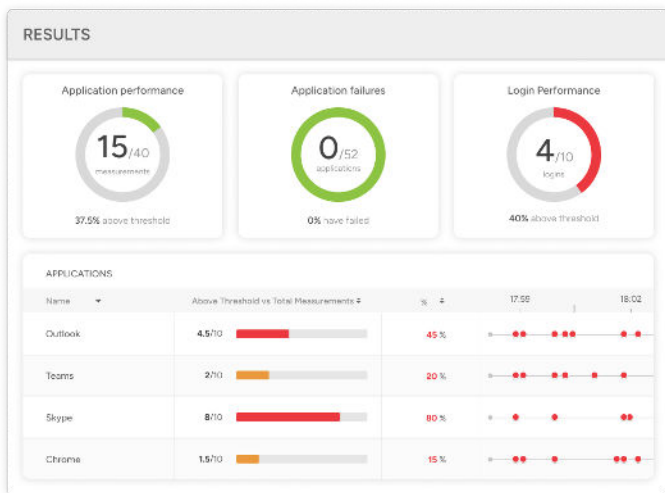 RESULTS
Application performance
15/40
measurements
37.5% above threshold
Application failures
0/52
applications
0% have failed
Login Performance
4/10
logins
40% above threshold
APPLICATIONS
Name Above Threshold vs Total Measurements % 17.59 18:02
Outlook 4.5/10 45 %
Teams 2/10 20 %
Skype 8/10 80 %
Chrome 1.5/10 15 %